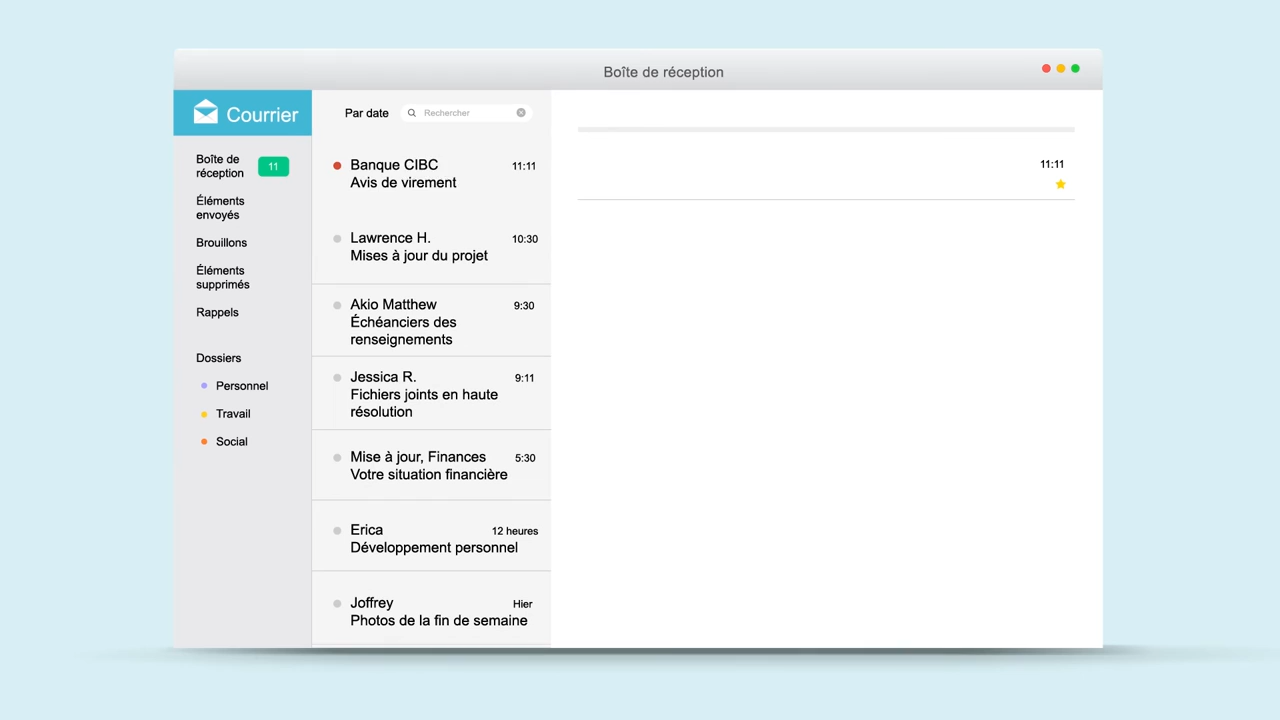 Boîte de réception
Courrier
Boîte de
réception
11
Éléments
envoyés
Brouillons
Éléments
supprimés
Rappels
Dossiers
Personnel
Travail
Social
Par date
Rechercher
Banque CIBC
11:11
Avis de virement
Lawrence H.
10:30
Mises à jour du projet
Akio Matthew
9:30
Échéanciers des
renseignements
Jessica R.
9:11
Fichiers joints en haute
résolution
Mise à jour, Finances
5:30
Votre situation financière
Erica
12 heures
Développement personnel
Joffrey
Hier
Photos de la fin de semaine
11:11